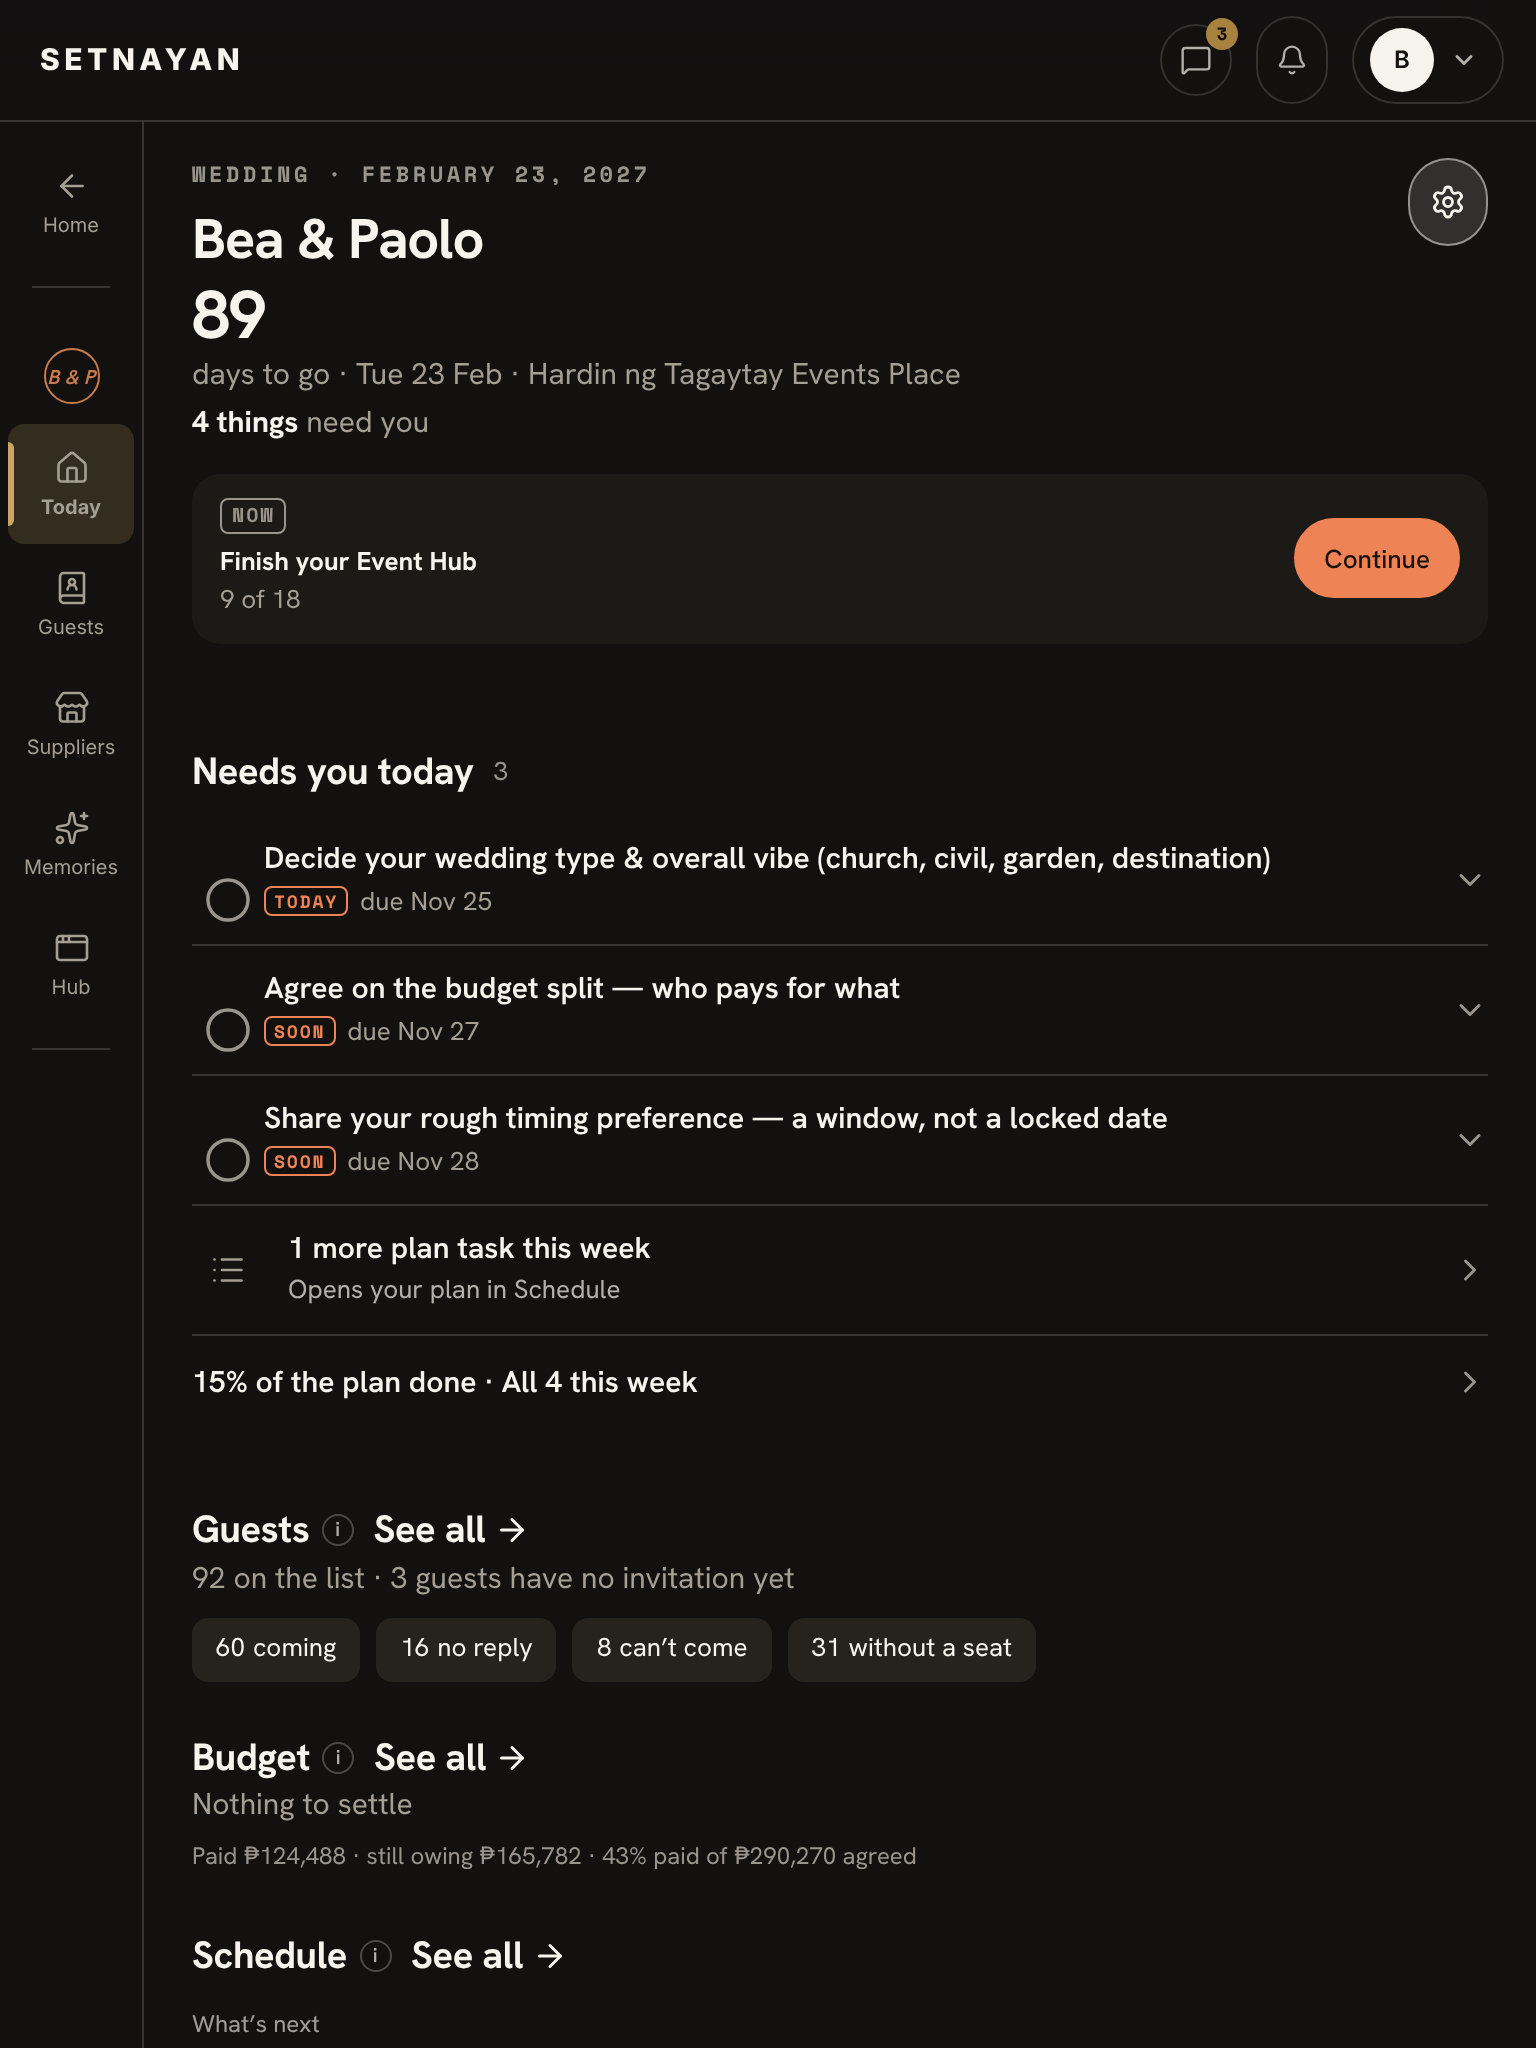 SETNAYAN
3
B
Home
B & P
Today
Guests
Suppliers
Memories
Hub
WEDDING · FEBRUARY 23, 2027
Bea & Paolo
89
days to go · Tue 23 Feb · Hardin ng Tagaytay Events Place
4 things need you
NOW
Finish your Event Hub
9 of 18
Continue
Needs you today 3
Decide your wedding type & overall vibe (church, civil, garden, destination)
TODAY due Nov 25
Agree on the budget split — who pays for what
SOON due Nov 27
Share your rough timing preference — a window, not a locked date
SOON due Nov 28
1 more plan task this week
Opens your plan in Schedule
15% of the plan done · All 4 this week
Guests i See all →
92 on the list · 3 guests have no invitation yet
60 coming 16 no reply 8 can’t come 31 without a seat
Budget i See all →
Nothing to settle
Paid ₱124,488 · still owing ₱165,782 · 43% paid of ₱290,270 agreed
Schedule i See all →
What’s next